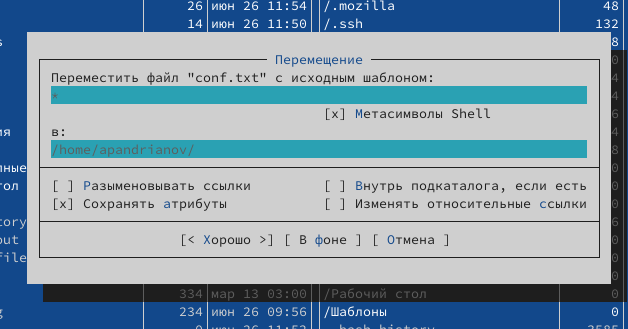 26 июн 26 11:54 /.mozilla 48
14 июн 26 11:50 /.ssh 132
Перемещение
Переместить файл "conf.txt" с исходным шаблоном:
*
[x] Метасимволы Shell
в:
/home/apandrianov/
[ ] Разыменовывать ссылки [ ] Внутрь подкаталога, если есть
[x] Сохранять атрибуты [ ] Изменять относительные ссылки
[< Хорошо >] [ В фоне ] [ Отмена ]
334 мар 13 03:00 /Рабочий стол 0
234 июн 26 09:56 /Шаблоны 0